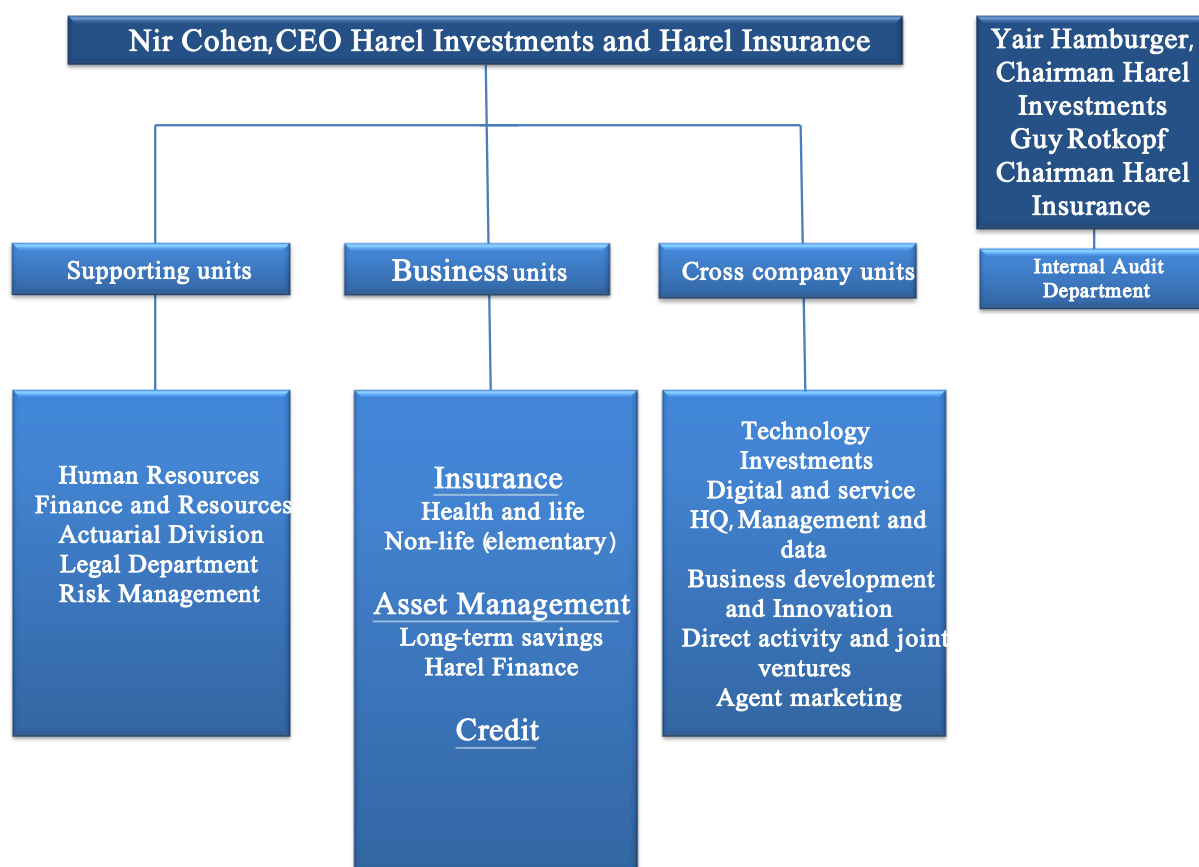 Nir Cohen, CEO Harel Investments and Harel Insurance
Yair Hamburger,
Chairman Harel
Investments
Guy Rotkopf,
Chairman Harel
Insurance
Supporting units
Business units
Cross company units
Internal Audit
Department
Human Resources
Finance and Resources
Actuarial Division
Legal Department
Risk Management
Insurance
Health and life
Non-life (elementary)
Asset Management
Long-term savings
Harel Finance
Credit
Technology
Investments
Digital and service
HQ, Management and
data
Business development
and Innovation
Direct activity and joint
ventures
Agent marketing